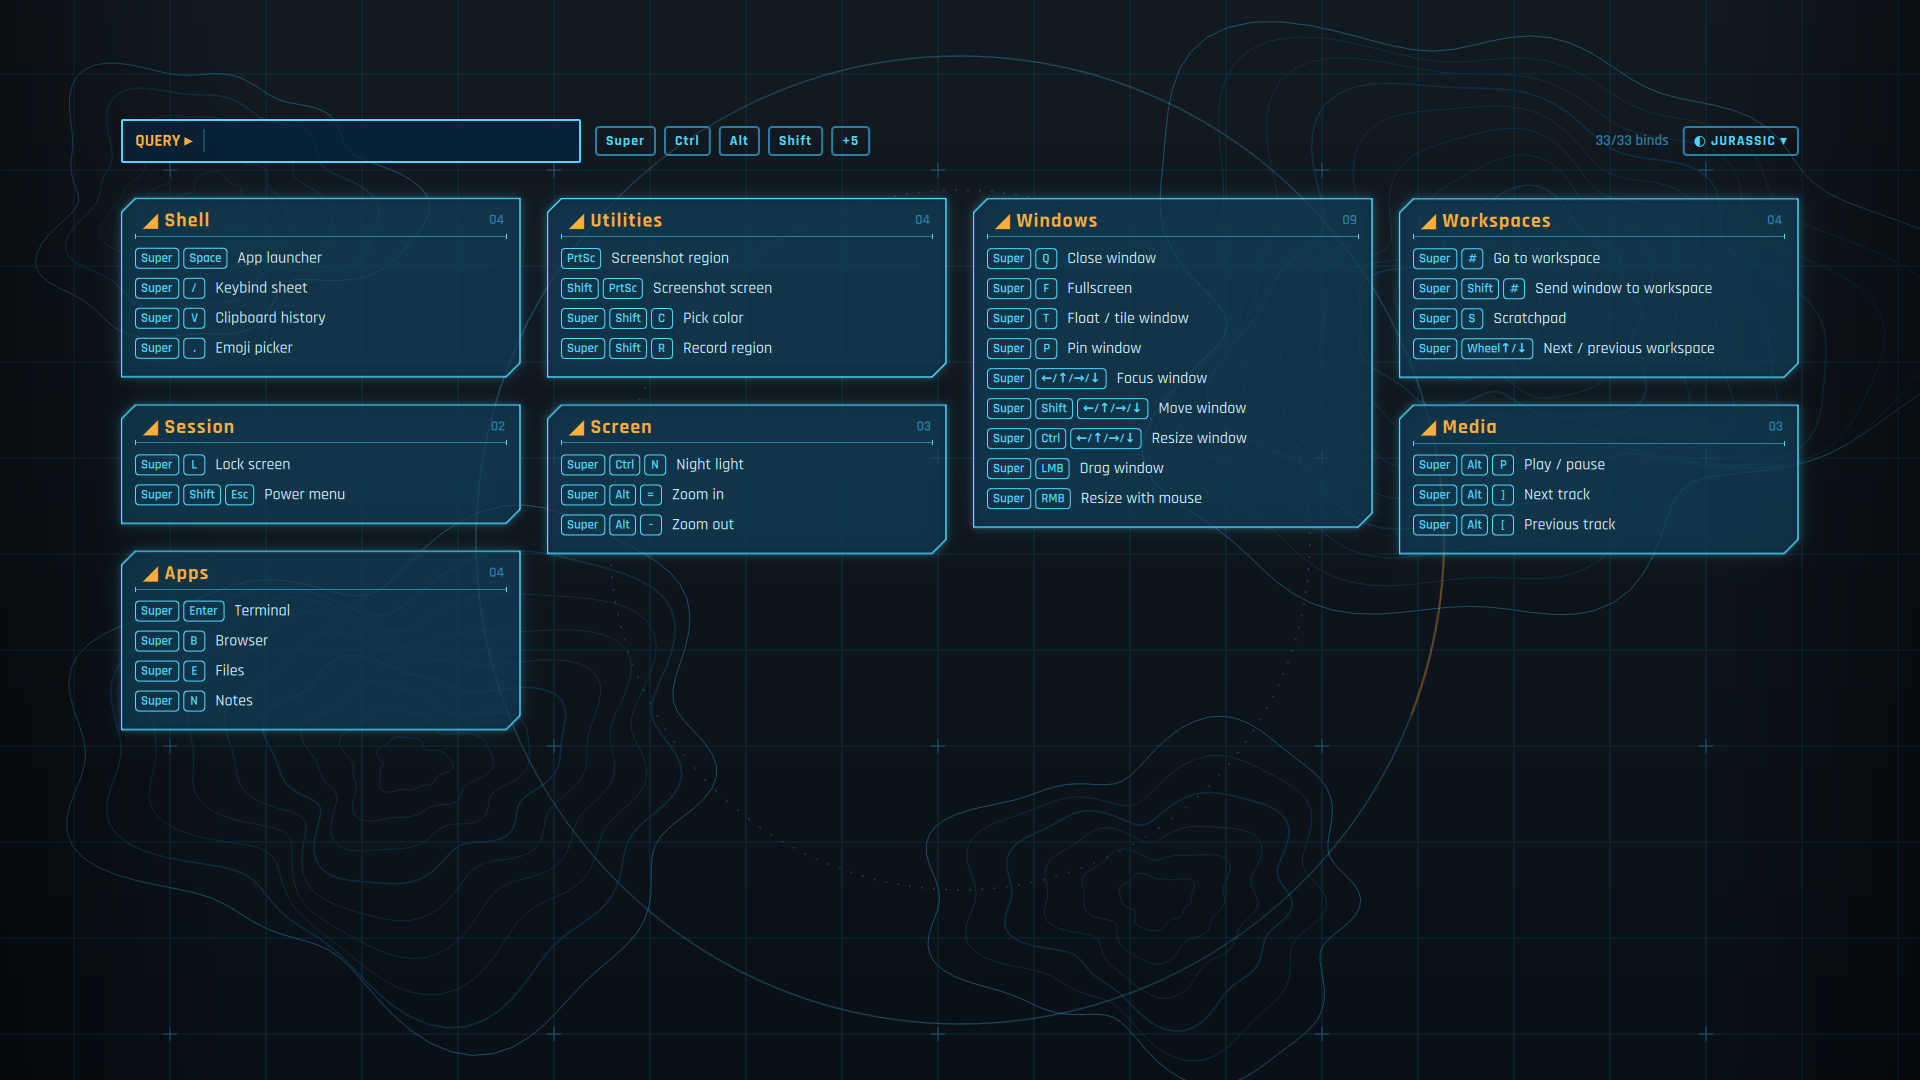 QUERY ▸
Super Ctrl Alt Shift +5
33/33 binds ◐ JURASSIC ▾
◢ Shell 04
Super Space App launcher
Super / Keybind sheet
Super V Clipboard history
Super . Emoji picker
◢ Session 02
Super L Lock screen
Super Shift Esc Power menu
◢ Apps 04
Super Enter Terminal
Super B Browser
Super E Files
Super N Notes
◢ Utilities 04
PrtSc Screenshot region
Shift PrtSc Screenshot screen
Super Shift C Pick color
Super Shift R Record region
◢ Screen 03
Super Ctrl N Night light
Super Alt = Zoom in
Super Alt - Zoom out
◢ Windows 09
Super Q Close window
Super F Fullscreen
Super T Float / tile window
Super P Pin window
Super ←/↑/→/↓ Focus window
Super Shift ←/↑/→/↓ Move window
Super Ctrl ←/↑/→/↓ Resize window
Super LMB Drag window
Super RMB Resize with mouse
◢ Workspaces 04
Super # Go to workspace
Super Shift # Send window to workspace
Super S Scratchpad
Super Wheel↑/↓ Next / previous workspace
◢ Media 03
Super Alt P Play / pause
Super Alt ] Next track
Super Alt [ Previous track